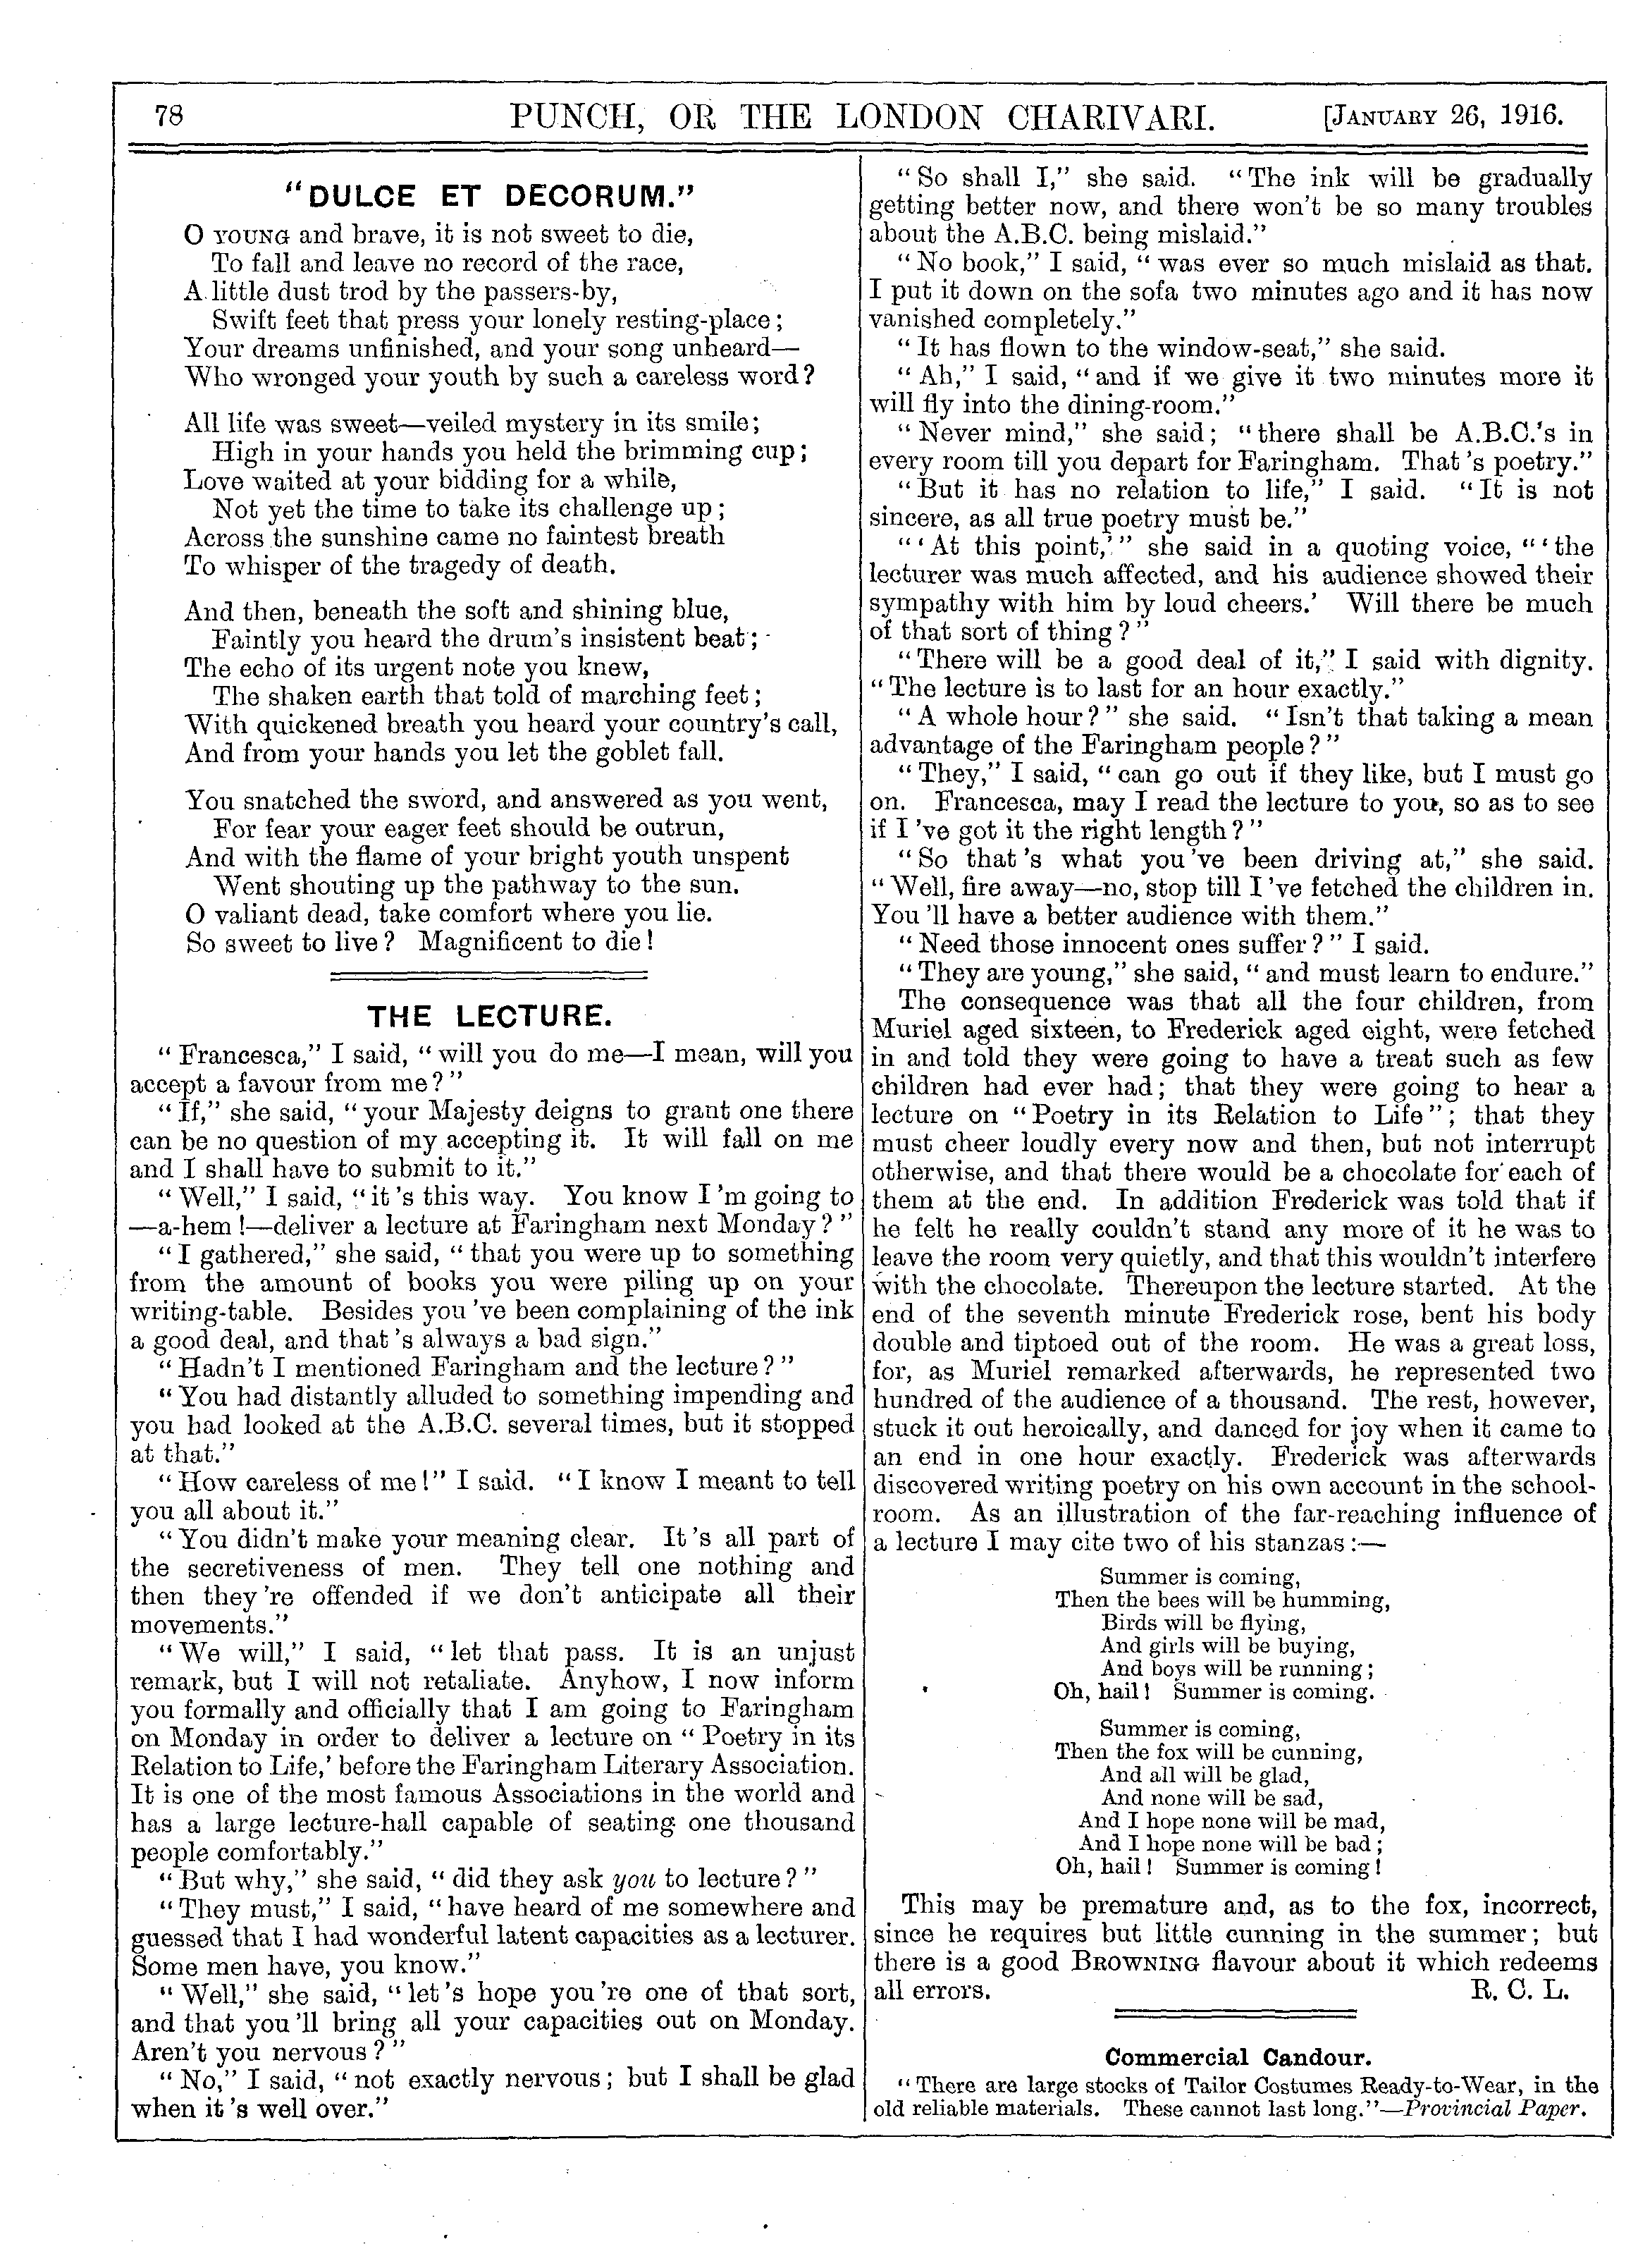 78 PUNCH, OR THE LONDON CHARIVARI. [JANUARY 26, 1916.
"DULCE ET DECORUM."
O YOUNG and brave, it is not sweet to die,
To fall and leave no record of the race,
A little dust trod by the passers-by,
Swift feet that press your lonely resting-place;
Your dreams unfinished, and your song unheard—
Who wronged your youth by such a careless word?
All life was sweet—veiled mystery in its smile;
High in your hands you held the brimming cup;
Love waited at your bidding for a while,
Not yet the time to take its challenge up;
Across the sunshine came no faintest breath
To whisper of the tragedy of death.
And then, beneath the soft and shining blue,
Faintly you heard the drum's insistent beat;
The echo of its urgent note you knew,
The shaken earth that told of marching feet;
With quickened breath you heard your country's call,
And from your hands you let the goblet fall.
You snatched the sword, and answered as you went,
For fear your eager feet should be outrun,
And with the flame of your bright youth unspent
Went shouting up the pathway to the sun.
O valiant dead, take comfort where you lie.
So sweet to live? Magnificent to die!
THE LECTURE.
"Francesca," I said, "will you do me—I mean, will you
accept a favour from me?"
"If," she said, "your Majesty deigns to grant one there
can be no question of my accepting it. It will fall on me
and I shall have to submit to it."
"Well," I said, "it's this way. You know I'm going to
—a-hem!—deliver a lecture at Faringham next Monday?"
"I gathered," she said, "that you were up to something
from the amount of books you were piling up on your
writing-table. Besides you've been complaining of the ink
a good deal, and that's always a bad sign."
"Hadn't I mentioned Faringham and the lecture?"
"You had distantly alluded to something impending and
you had looked at the A.B.C. several times, but it stopped
at that."
"How careless of me!" I said. "I know I meant to tell
you all about it."
"You didn't make your meaning clear. It's all part of
the secretiveness of men. They tell one nothing and
then they're offended if we don't anticipate all their
movements."
"We will," I said, "let that pass. It is an unjust
remark, but I will not retaliate. Anyhow, I now inform
you formally and officially that I am going to Faringham
on Monday in order to deliver a lecture on "Poetry in its
Relation to Life,' before the Faringham Literary Association.
It is one of the most famous Associations in the world and
has a large lecture-hall capable of seating one thousand
people comfortably."
"But why," she said, "did they ask you to lecture?"
"They must," I said, "have heard of me somewhere and
guessed that I had wonderful latent capacities as a lecturer.
Some men have, you know."
"Well," she said, "let's hope you're one of that sort,
and that you'll bring all your capacities out on Monday.
Aren't you nervous?"
"No," I said, "not exactly nervous; but I shall be glad
when it's well over."
"So shall I," she said. "The ink will be gradually
getting better now, and there won't be so many troubles
about the A.B.C. being mislaid."
"No book," I said, "was ever so much mislaid as that.
I put it down on the sofa two minutes ago and it has now
vanished completely."
"It has flown to the window-seat," she said.
"Ah," I said, "and if we give it two minutes more it
will fly into the dining-room."
"Never mind," she said; "there shall be A.B.C.'s in
every room till you depart for Faringham. That's poetry."
"But it has no relation to life," I said. "It is not
sincere, as all true poetry must be."
"'At this point,'" she said in a quoting voice, "'the
lecturer was much affected, and his audience showed their
sympathy with him by loud cheers.' Will there be much
of that sort of thing?"
"There will be a good deal of it," I said with dignity.
"The lecture is to last for an hour exactly."
"A whole hour?" she said. "Isn't that taking a mean
advantage of the Faringham people?"
"They," I said, "can go out if they like, but I must go
on. Francesca, may I read the lecture to you, so as to see
if I've got it the right length?"
"So that's what you've been driving at," she said.
"Well, fire away—no, stop till I've fetched the children in.
You'll have a better audience with them."
"Need those innocent ones suffer?" I said.
"They are young," she said, "and must learn to endure."
The consequence was that all the four children, from
Muriel aged sixteen, to Frederick aged eight, were fetched
in and told they were going to have a treat such as few
children had ever had; that they were going to hear a
lecture on "Poetry in its Relation to Life"; that they
must cheer loudly every now and then, but not interrupt
otherwise, and that there would be a chocolate for each of
them at the end. In addition Frederick was told that if
he felt he really couldn't stand any more of it he was to
leave the room very quietly, and that this wouldn't interfere
with the chocolate. Thereupon the lecture started. At the
end of the seventh minute Frederick rose, bent his body
double and tiptoed out of the room. He was a great loss,
for, as Muriel remarked afterwards, he represented two
hundred of the audience of a thousand. The rest, however,
stuck it out heroically, and danced for joy when it came to
an end in one hour exactly. Frederick was afterwards
discovered writing poetry on his own account in the school-
room. As an illustration of the far-reaching influence of
a lecture I may cite two of his stanzas:—
Summer is coming,
Then the bees will be humming,
Birds will be flying,
And girls will be buying,
And boys will be running;
Oh, hail! Summer is coming.
Summer is coming,
Then the fox will be cunning,
And all will be glad,
And none will be sad,
And I hope none will be mad,
And I hope none will be bad;
Oh, hail! Summer is coming!
This may be premature and, as to the fox, incorrect,
since he requires but little cunning in the summer; but
there is a good BROWNING flavour about it which redeems
all errors. R. C. L.
Commercial Candour.
"There are large stocks of Tailor Costumes Ready-to-Wear, in the
old reliable materials. These cannot last long."—Provincial Paper.